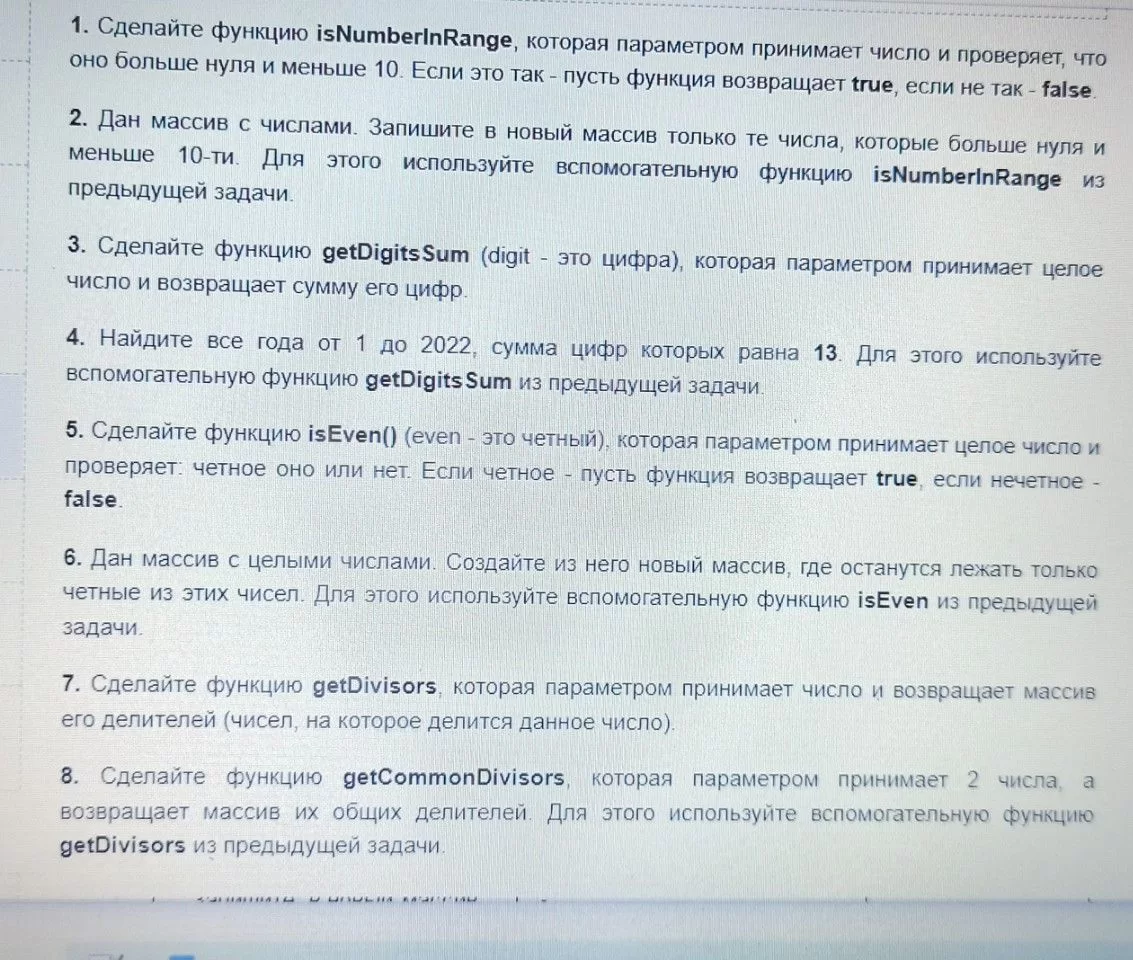 1. Сделайте функцию isNumberInRange, которая параметром принимает число и проверяет, что
оно больше нуля и меньше 10. Если это так - пусть функция возвращает true, если не так - false.
2. Дан массив с числами. Запишите в новый массив только те числа, которые больше нуля и
меньше 10-ти. Для этого используйте вспомогательную функцию isNumberInRange из
предыдущей задачи.
3. Сделайте функцию getDigitsSum (digit - это цифра), которая параметром принимает целое
число и возвращает сумму его цифр.
4. Найдите все года от 1 до 2022, сумма цифр которых равна 13. Для этого используйте
вспомогательную функцию getDigitsSum из предыдущей задачи.
5. Сделайте функцию isEven() (even - это четный), которая параметром принимает целое число и
проверяет: четное оно или нет. Если четное - пусть функция возвращает true, если нечетное -
false.
6. Дан массив с целыми числами. Создайте из него новый массив, где останутся лежать только
четные из этих чисел. Для этого используйте вспомогательную функцию isEven из предыдущей
задачи.
7. Сделайте функцию getDivisors, которая параметром принимает число и возвращает массив
его делителей (чисел, на которое делится данное число).
8. Сделайте функцию getCommonDivisors, которая параметром принимает 2 числа, а
возвращает массив их общих делителей. Для этого используйте вспомогательную функцию
getDivisors из предыдущей задачи.